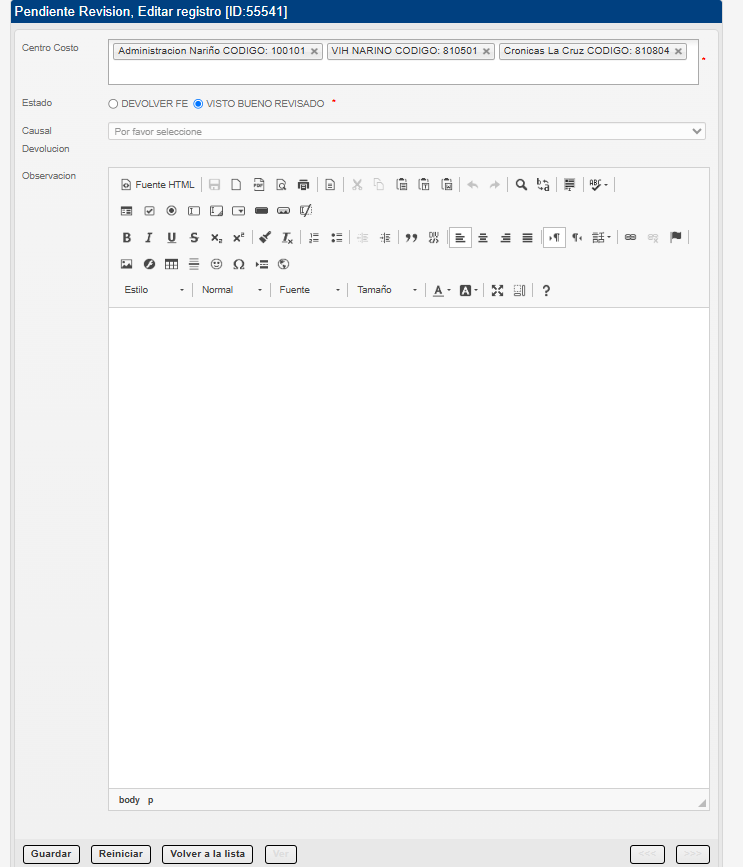 Pendiente Revision, Editar registro [ID:55541]
Centro Costo
Administracion Nariño CODIGO: 100101 × VIH NARINO CODIGO: 810501 × Cronicas La Cruz CODIGO: 810804 ×
*
Estado
DEVOLVER FE VISTO BUENO REVISADO *
Causal Devolucion
Por favor seleccione
Observacion
Fuente HTML
Estilo Normal Fuente Tamaño A A ?
body p
Guardar Reiniciar Volver a la lista Ver <<< >>>